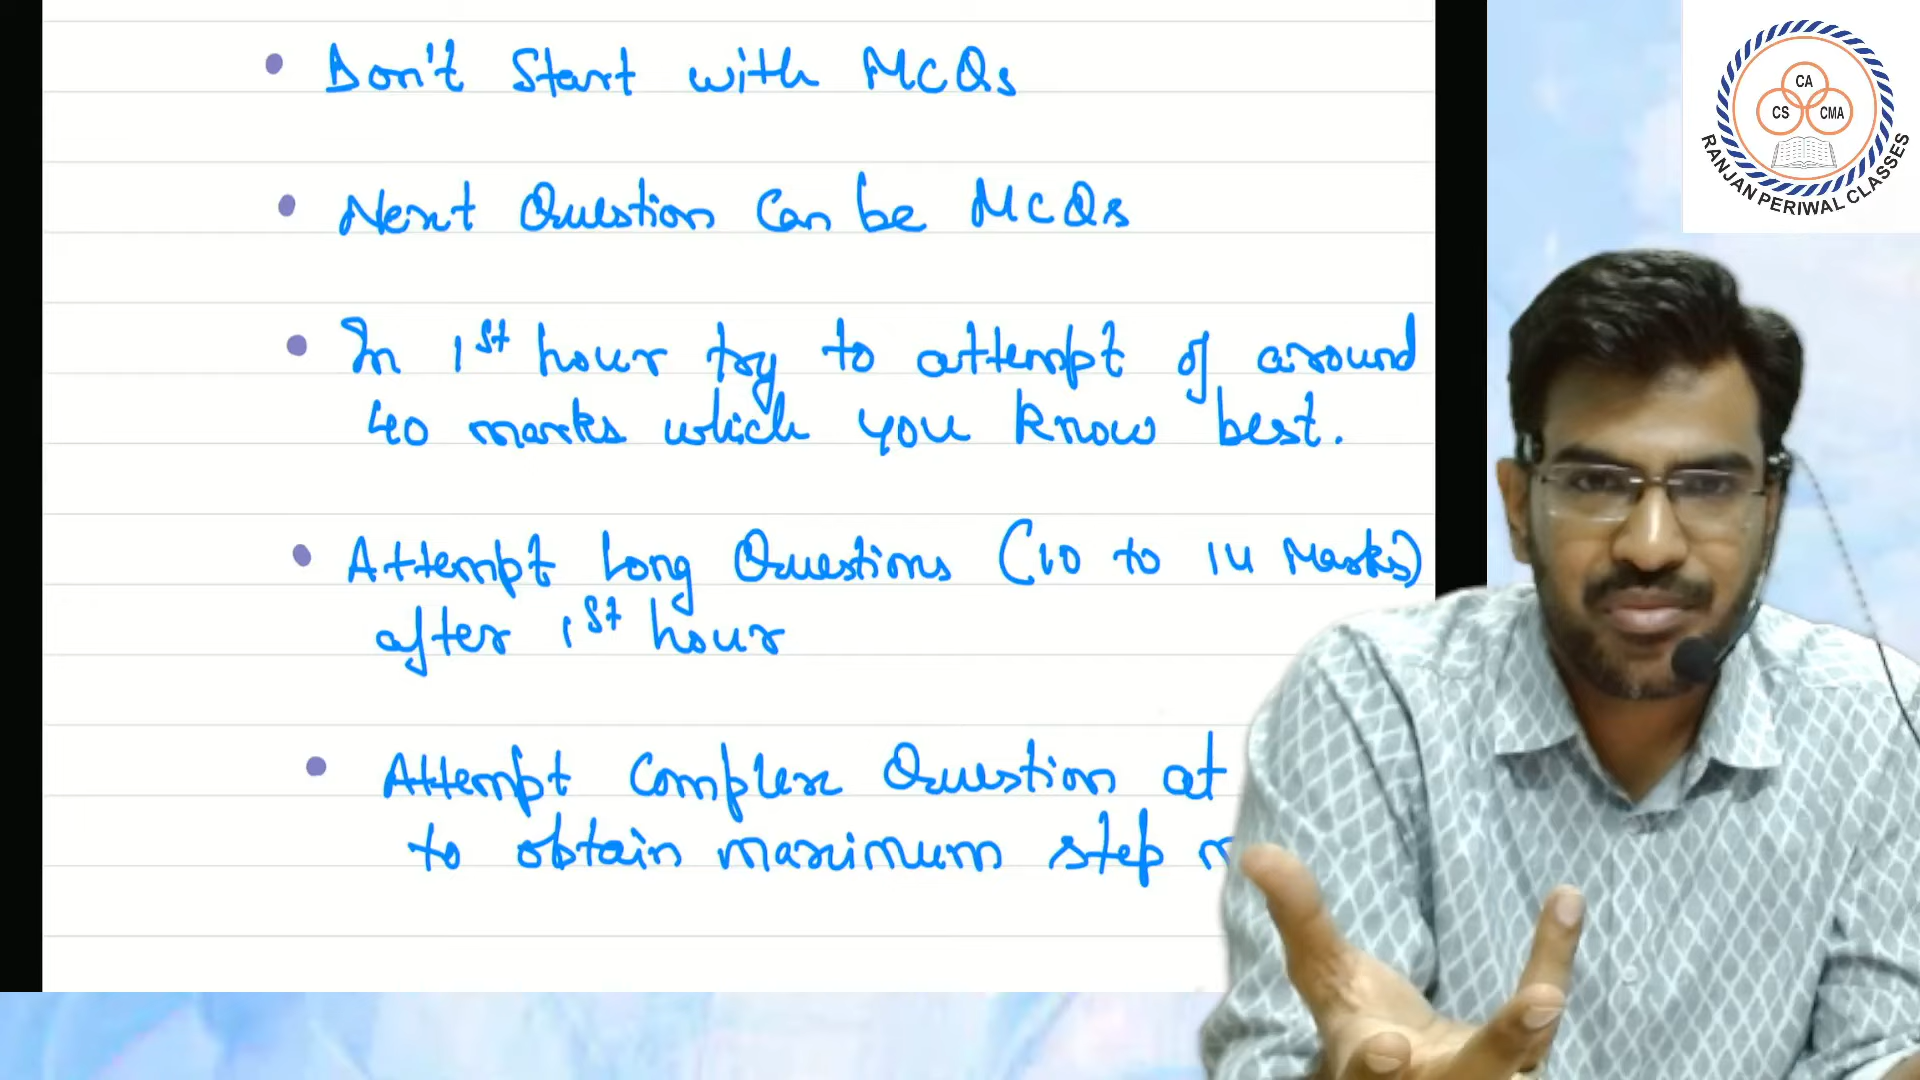 Don't Start with MCQs
Next Question Can be MCQs
In 1st hour try to attempt of around
40 marks which you know best.
Attempt Long Questions (10 to 14 Marks)
after 1st hour
Attempt Complex Question at
to obtain maximum step
CA
CS CMA
RANJAN PERIWAL CLASSES